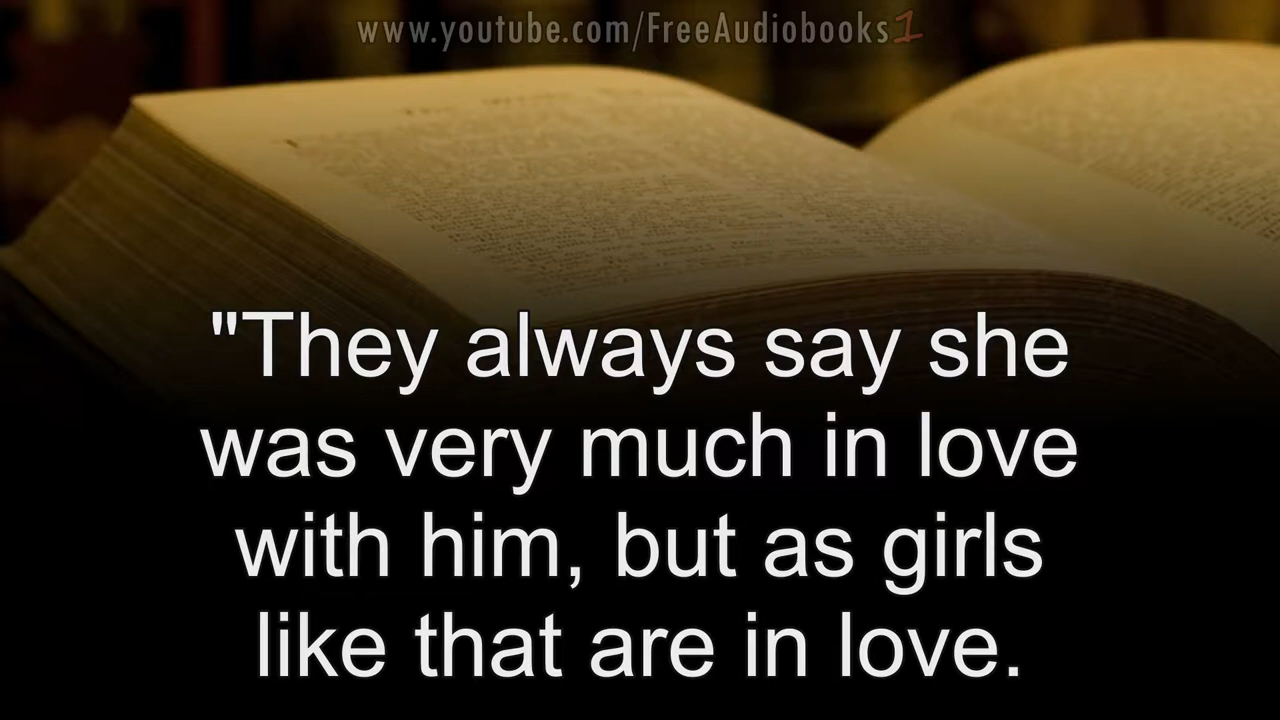 www.youtube.com/FreeAudiobooks1
"They always say she
was very much in love
with him, but as girls
like that are in love.